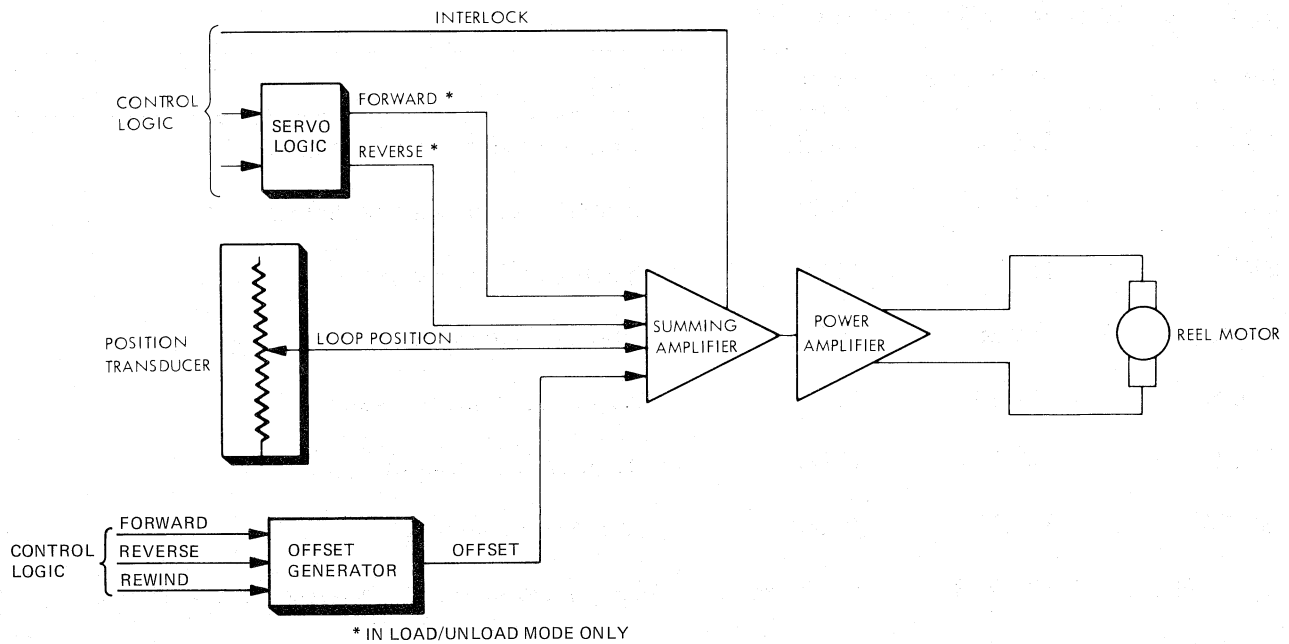 INTERLOCK
CONTROL
LOGIC
SERVO
LOGIC
FORWARD *
REVERSE *
POSITION
TRANSDUCER
LOOP POSITION
SUMMING
AMPLIFIER
POWER
AMPLIFIER
REEL MOTOR
CONTROL
LOGIC
FORWARD
REVERSE
REWIND
OFFSET
GENERATOR
OFFSET
* IN LOAD/UNLOAD MODE ONLY